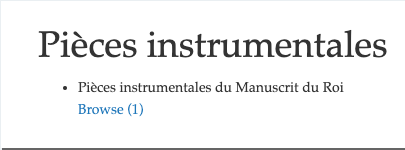 Pièces instrumentales
• Pièces instrumentales du Manuscrit du Roi
Browse (1)